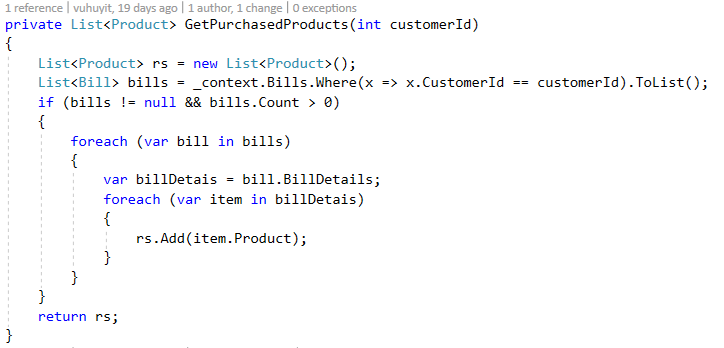 1 reference | vuhuyit, 19 days ago | 1 author, 1 change | 0 exceptions
private List<Product> GetPurchasedProducts(int customerId)
{
    List<Product> rs = new List<Product>();
    List<Bill> bills = _context.Bills.Where(x => x.CustomerId == customerId).ToList();
    if (bills != null && bills.Count > 0)
    {
        foreach (var bill in bills)
        {
            var billDetais = bill.BillDetails;
            foreach (var item in billDetais)
            {
                rs.Add(item.Product);
            }
        }
    }
    return rs;
}